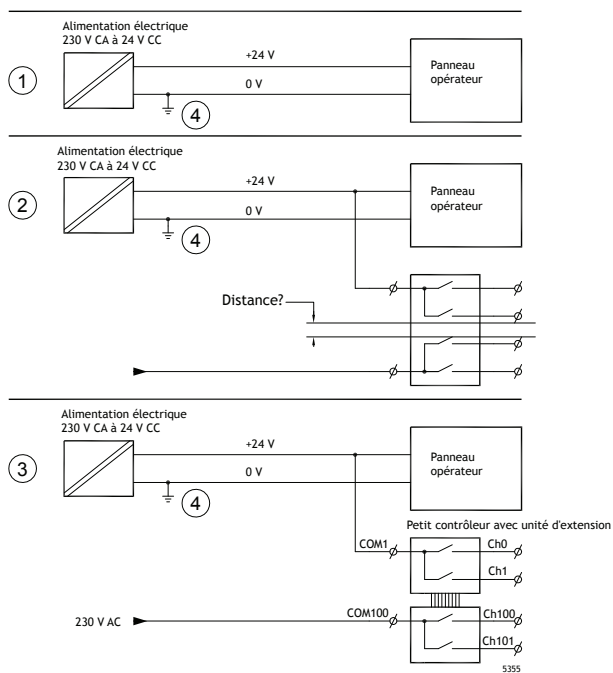 Alimentation électrique
230 V CA à 24 V CC
+24 V
0 V
Panneau
opérateur
1
4
Alimentation électrique
230 V CA à 24 V CC
+24 V
0 V
Panneau
opérateur
2
4
Distance?
Alimentation électrique
230 V CA à 24 V CC
+24 V
0 V
Panneau
opérateur
3
4
Petit contrôleur avec unité d'extension
COM1
Ch0
Ch1
230 V AC
COM100
Ch100
Ch101
5355